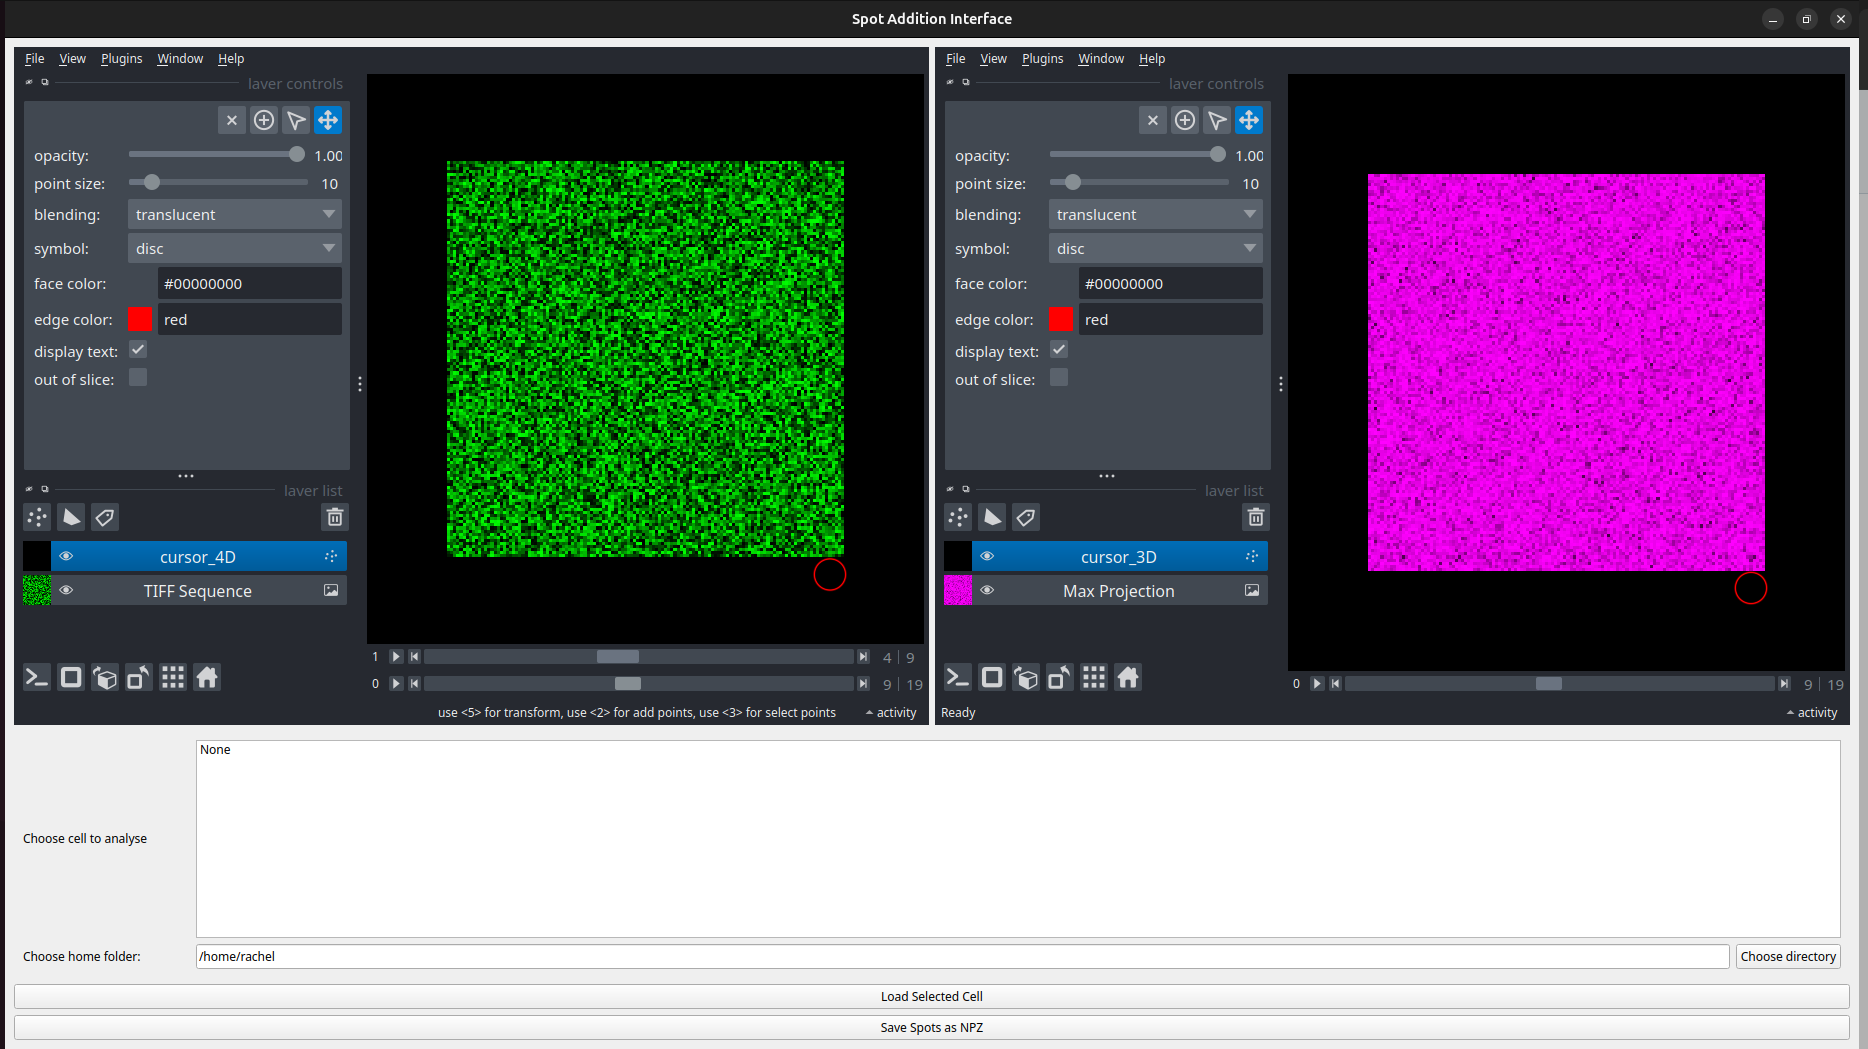 Spot Addition Interface
File View Plugins Window Help
layer controls
opacity: 1.00
point size: 10
blending: translucent
symbol: disc
face color: #00000000
edge color: red
display text:
out of slice:
layer list
cursor_4D
TIFF Sequence
1 4 | 9
0 9 | 19
use <5> for transform, use <2> for add points, use <3> for select points activity
File View Plugins Window Help
layer controls
opacity: 1.00
point size: 10
blending: translucent
symbol: disc
face color: #00000000
edge color: red
display text:
out of slice:
layer list
cursor_3D
Max Projection
0 9 | 19
Ready activity
Choose cell to analyse
None
Choose home folder: /home/rachel Choose directory
Load Selected Cell
Save Spots as NPZ